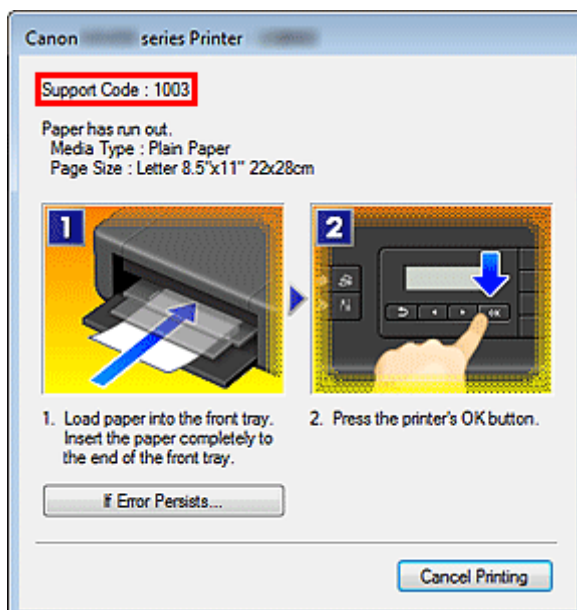 Canon series Printer
Support Code : 1003
Paper has run out.
Media Type : Plain Paper
Page Size : Letter 8.5"x11" 22x28cm
1
2
OK
1. Load paper into the front tray.
Insert the paper completely to
the end of the front tray.
2. Press the printer's OK button.
If Error Persists...
Cancel Printing